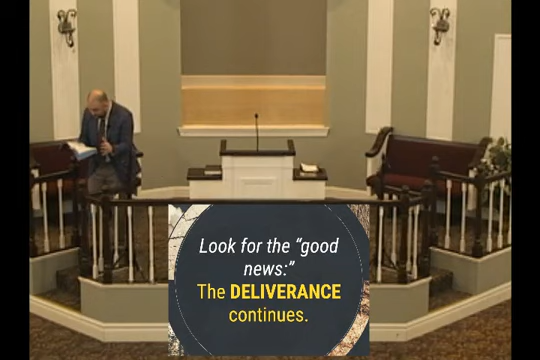 Look for the “good
news:”
The DELIVERANCE
continues.